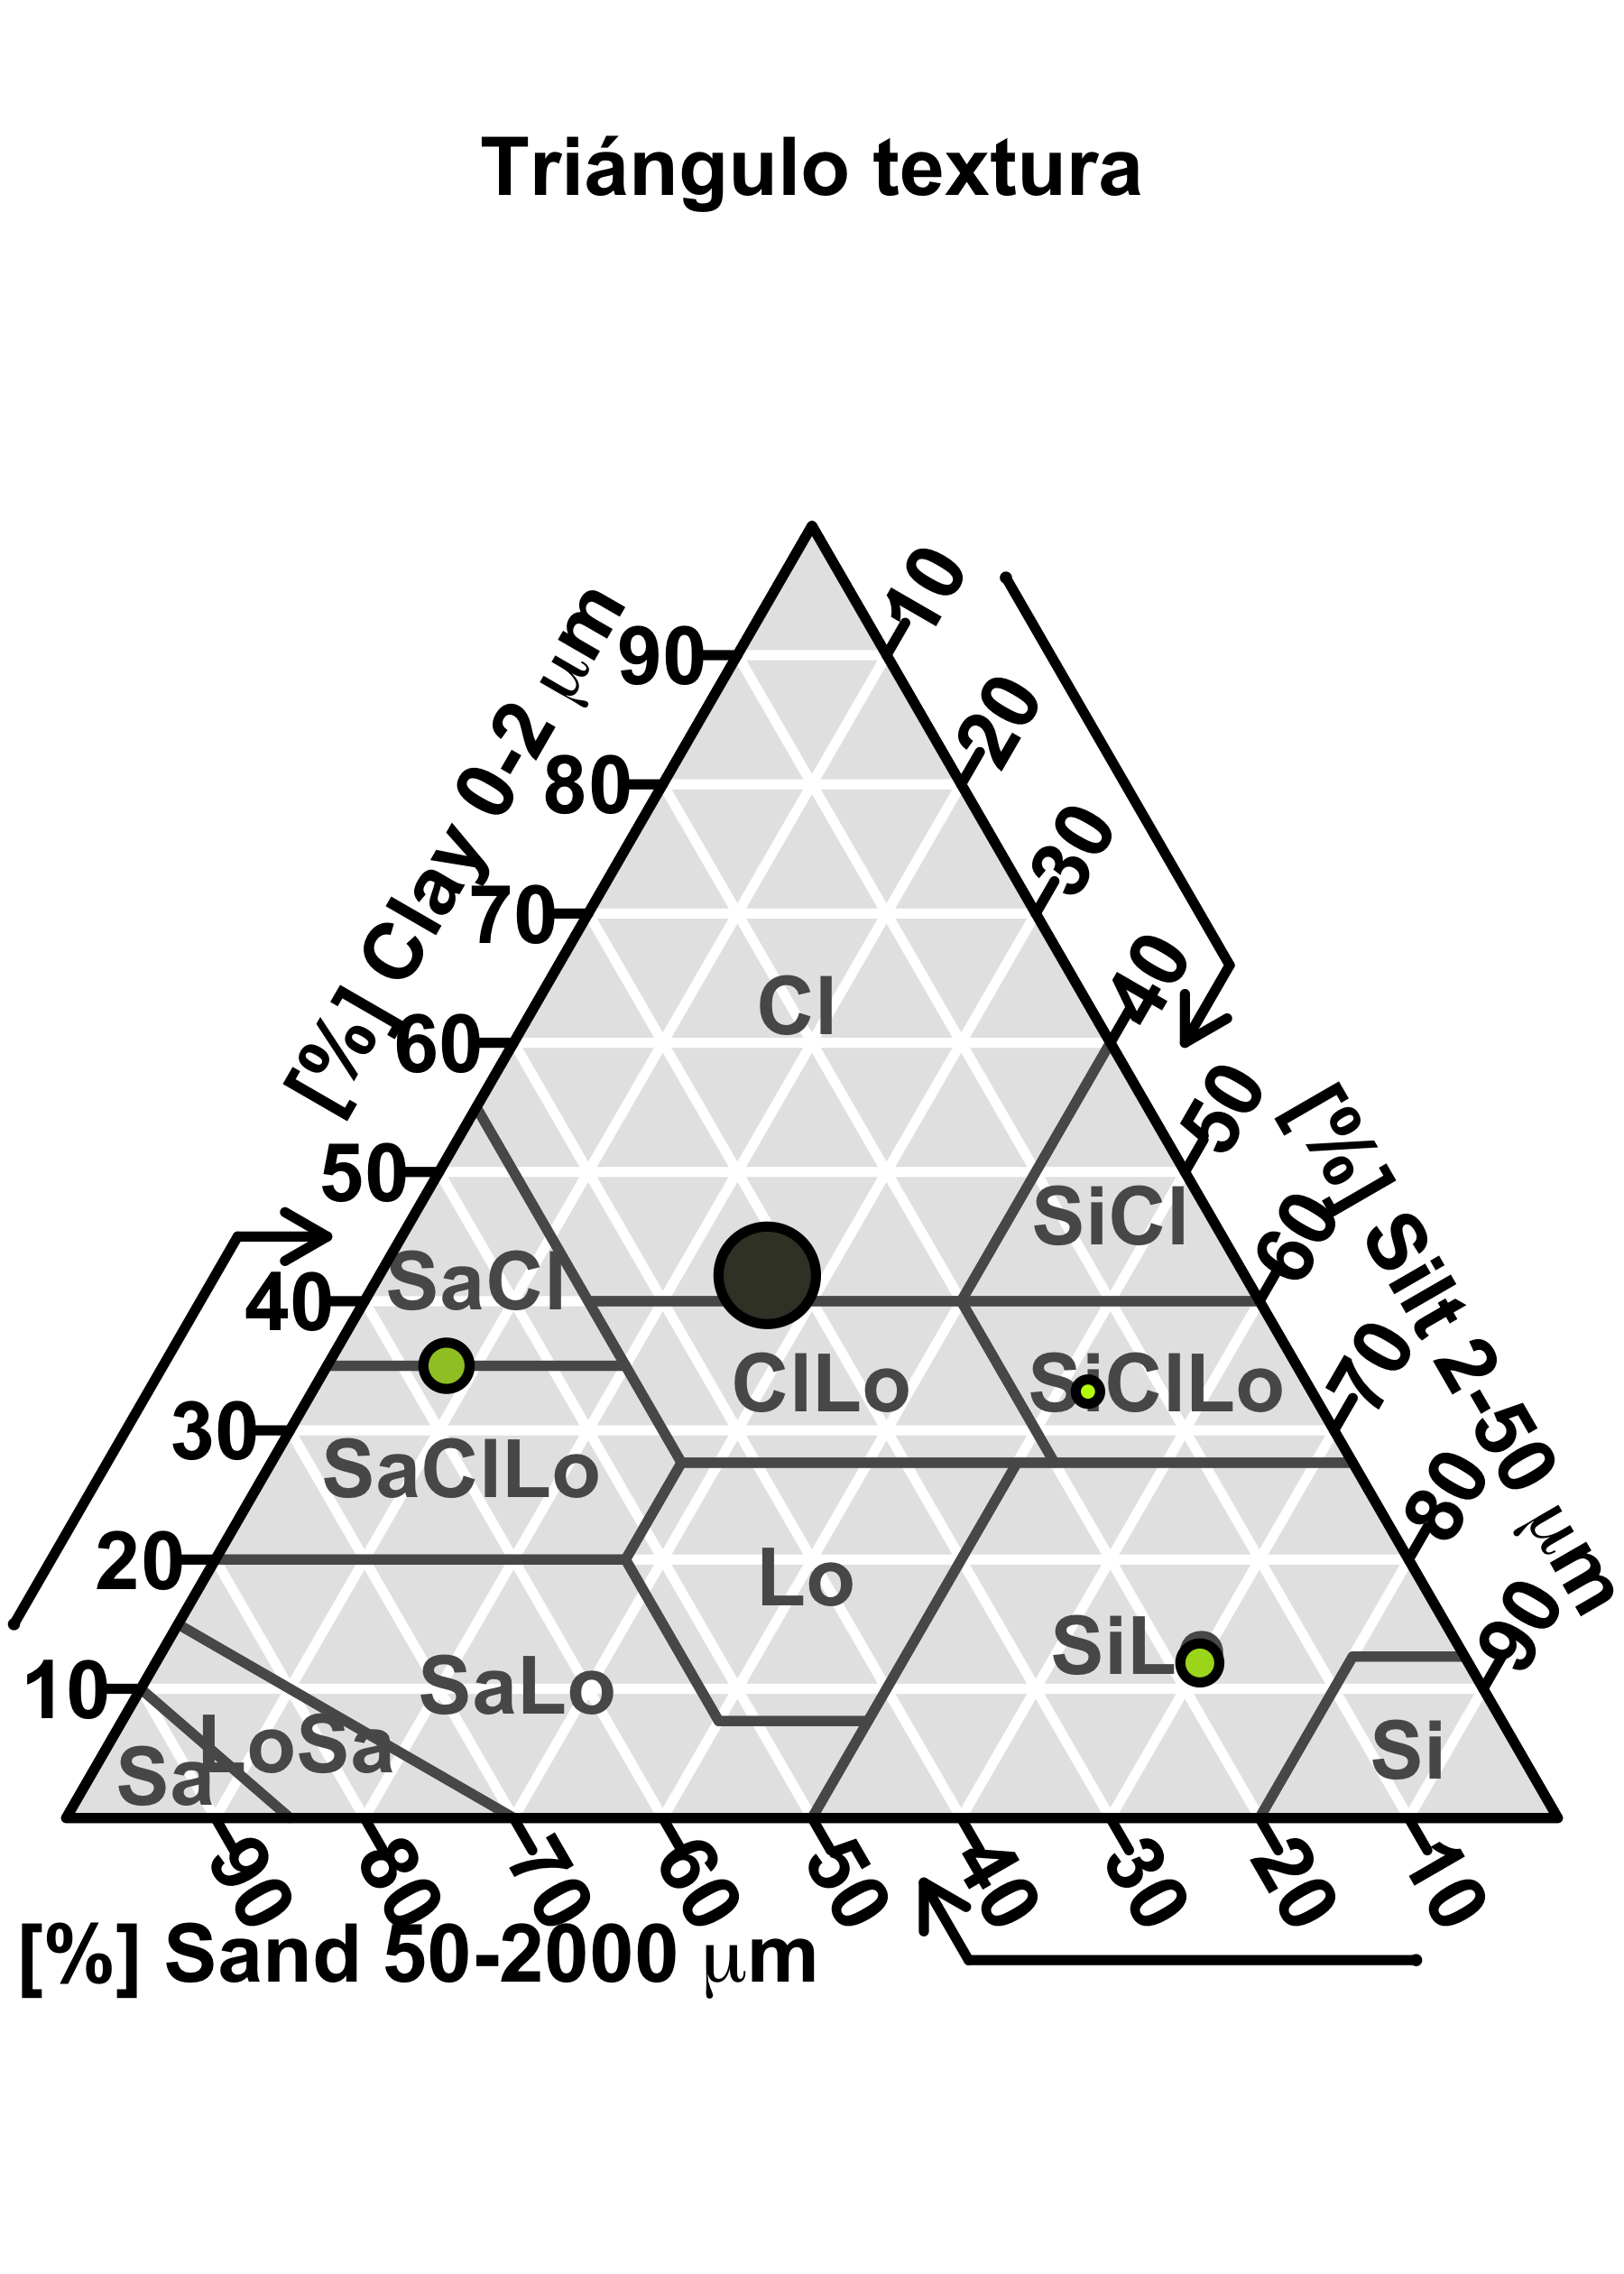 Triángulo textura
10
[%] Clay 0-2 μm
90
20
80
30
70
40
Cl
60
50
[%] Silt 2-50 μm
50
SiCl
60
SaCl
40
70
ClLo
SiClLo
30
80
SaClLo
20
Lo
90
SiLo
10
SaLo
LoSa
Si
Sa
90
80
70
60
50
40
30
20
10
[%] Sand 50-2000 μm